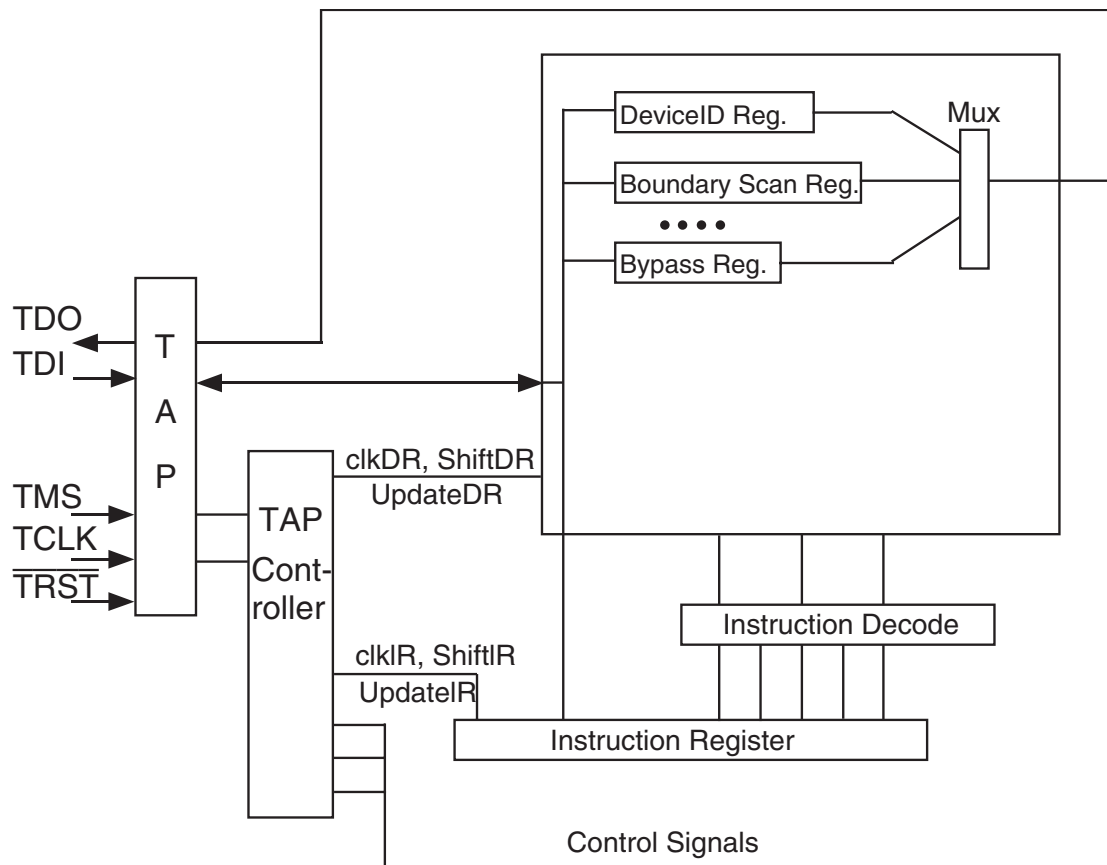 DeviceID Reg.
Mux
Boundary Scan Reg.
Bypass Reg.
TDO
TDI
TMS
TCLK
TRST
T
A
P
TAP
Cont-
roller
clkDR, ShiftDR
UpdateDR
clkIR, ShiftIR
UpdateIR
Instruction Decode
Instruction Register
Control Signals